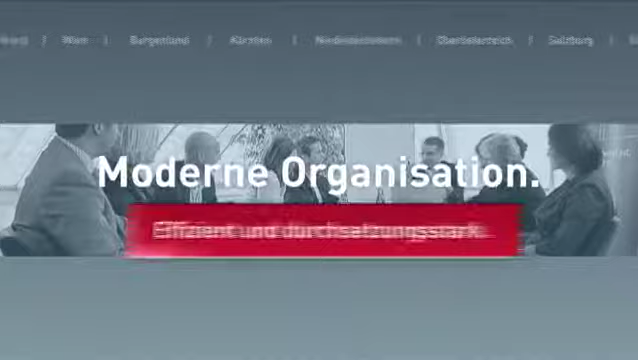 Wien / Burgenland / Kärnten / Niederösterreich / Oberösterreich / Salzburg /
Moderne Organisation.
Effizient und durchsetzungsstark.